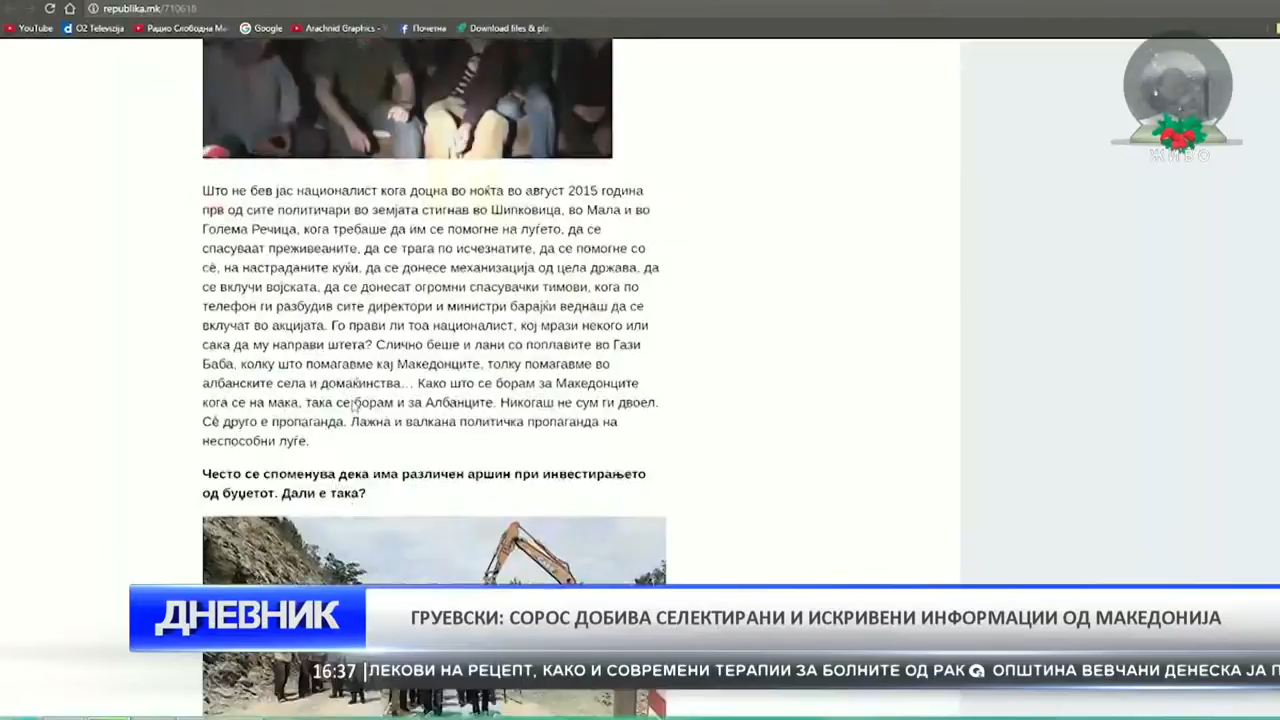 republika.mk/710618
YouTube
O2 Televizija
Радио Слободна Ма
Google
Arachnid Graphics - Y
Почетна
Download files & pla
ЖИВО
Што не бев јас националист кога доцна во ноќта во август 2015 година
прв од сите политичари во земјата стигнав во Шипковица, во Мала и во
Голема Речица, кога требаше да им се помогне на луѓето, да се
спасуваат преживеаните, да се трага по исчезнатите, да се помогне со
сè, на настраданите куќи, да се донесе механизација од цела држава, да
се вклучи војската, да се донесат огромни спасувачки тимови, кога по
телефон ги разбудив сите директори и министри барајќи веднаш да се
вклучат во акцијата. Го прави ли тоа националист, кој мрази некого или
сака да му направи штета? Слично беше и лани со поплавите во Гази
Баба, колку што помагавме кај Македонците, толку помагавме во
албанските села и домаќинства... Како што се борам за Македонците
кога се на мака, така се борам и за Албанците. Никогаш не сум ги двоел.
Сѐ друго е пропаганда. Лажна и валкана политичка пропаганда на
неспособни луѓе.
Често се споменува дека има различен аршин при инвестирањето
од буџетот. Дали е така?
ДНЕВНИК
ГРУЕВСКИ: СОРОС ДОБИВА СЕЛЕКТИРАНИ И ИСКРИВЕНИ ИНФОРМАЦИИ ОД МАКЕДОНИЈА
16:37
ЛЕКОВИ НА РЕЦЕПТ, КАКО И СОВРЕМЕНИ ТЕРАПИИ ЗА БОЛНИТЕ ОД РАК ОПШТИНА ВЕВЧАНИ ДЕНЕСКА ЈА П